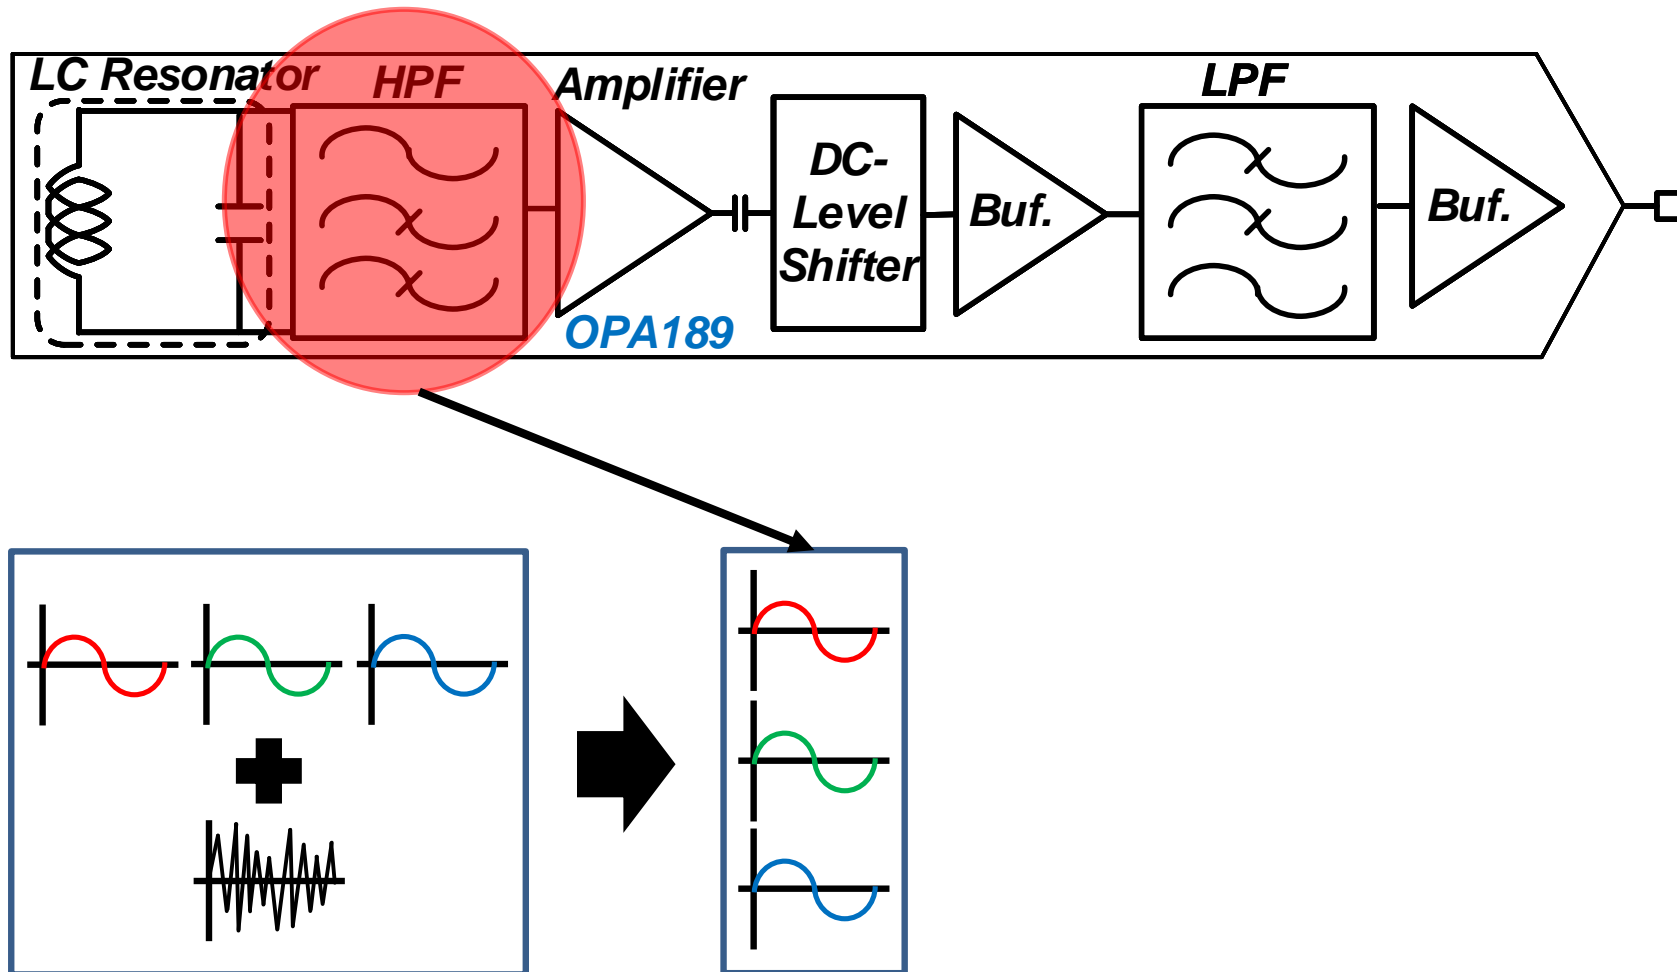 LC Resonator
HPF
Amplifier
LPF
DC-
Level
Shifter
Buf.
Buf.
OPA189